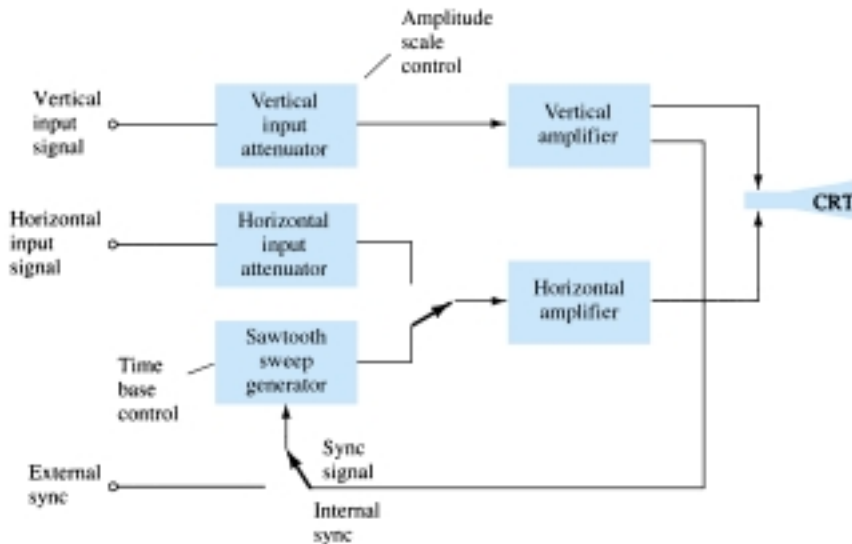 Amplitude
scale
control
Vertical
input
signal
Vertical
input
attenuator
Vertical
amplifier
CRT
Horizontal
input
signal
Horizontal
input
attenuator
Horizontal
amplifier
Sawtooth
sweep
generator
Time
base
control
Sync
signal
External
sync
Internal
sync